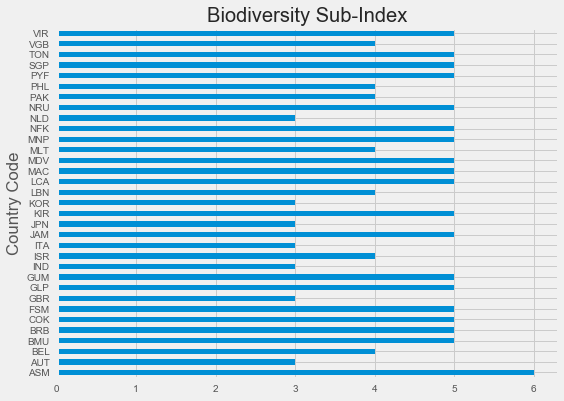 Biodiversity Sub-Index
Country Code
VIR
VGB
TON
SGP
PYF
PHL
PAK
NRU
NLD
NFK
MNP
MLT
MDV
MAC
LCA
LBN
KOR
KIR
JPN
JAM
ITA
ISR
IND
GUM
GLP
GBR
FSM
COK
BRB
BMU
BEL
AUT
ASM
0 1 2 3 4 5 6